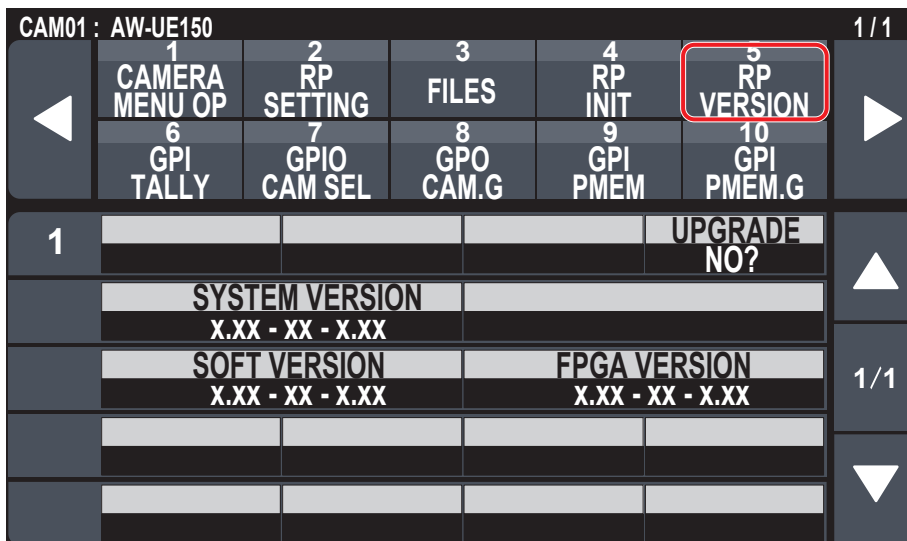 CAM01 : AW-UE150 1 / 1
1 2 3 4 5
CAMERA MENU OP RP SETTING FILES RP INIT RP VERSION
6 7 8 9 10
GPI TALLY GPIO CAM SEL GPO CAM.G GPI PMEM GPI PMEM.G
1 UPGRADE
NO?
SYSTEM VERSION
X.XX - XX - X.XX
SOFT VERSION FPGA VERSION
X.XX - XX - X.XX X.XX - XX - X.XX
1/1